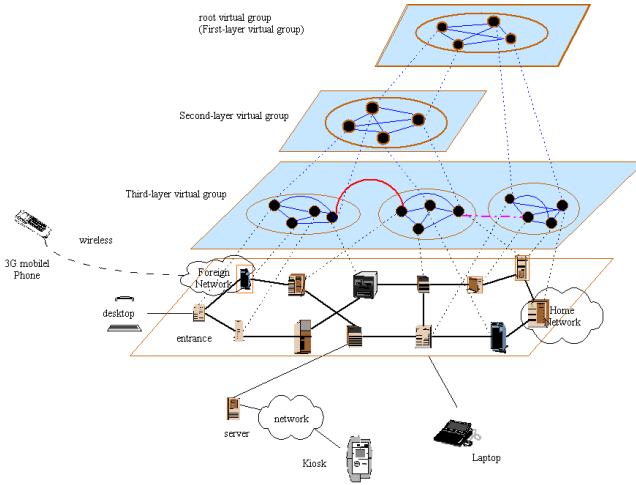 root virtual group
(First-layer virtual group)
Second-layer virtual group
Third-layer virtual group
wireless
3G mobilel
Phone
Foreign
Network
desktop
entrance
Home
Network
server
network
Kiosk
Laptop